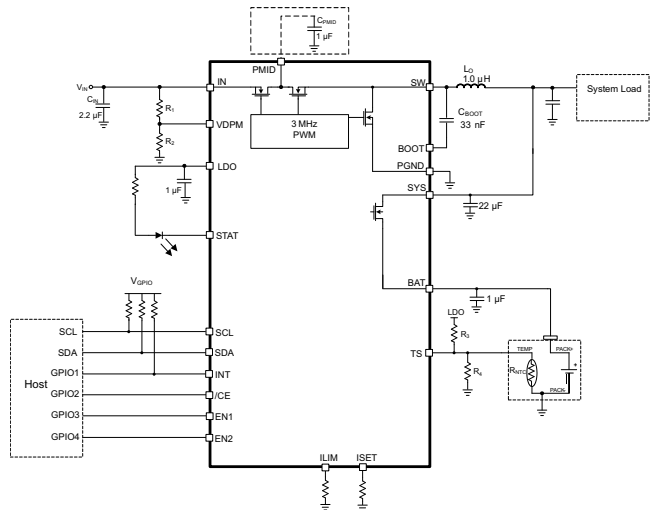 CPMID
1 µF
PMID
VIN
IN
SW
LO
1.0 µH
System Load
CIN
2.2 µF
R1
VDPM
R2
3 MHz
PWM
CBOOT
33 nF
BOOT
PGND
LDO
1 µF
SYS
22 µF
STAT
BAT
1 µF
VGPIO
LDO
R3
SCL
SCL
SDA
SDA
TS
TEMP
PACK+
+
GPIO1
INT
R4
RNTC
Host
GPIO2
/CE
PACK-
GPIO3
EN1
GPIO4
EN2
ILIM
ISET